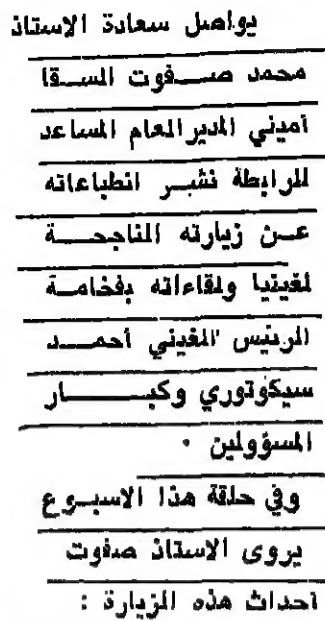 يواصل سعادة الاستاذ
محمد صفوت السقا
اميني المدير العام المساعد
للرابطة نشر انطباعاته
عن زيارته الناجحة
لغينيا ولقاءاته بفخامة
الرئيس الغيني أحمد
سيكوتوري وكبار
المسؤولين .
وفي حلقة هذا الاسبوع
يروى الاستاذ صفوت
احداث هذه الزيارة :